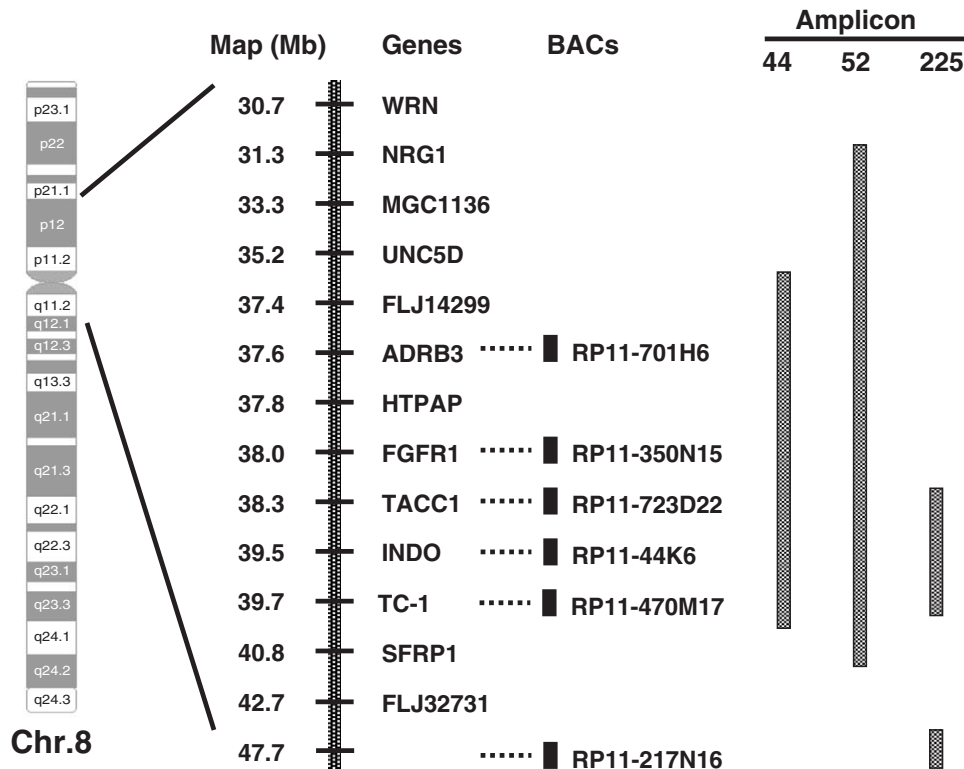 Amplicon
Map (Mb) Genes BACs
44 52 225
30.7 WRN
31.3 NRG1
33.3 MGC1136
35.2 UNC5D
37.4 FLJ14299
37.6 ADRB3 RP11-701H6
37.8 HTPAP
38.0 FGFR1 RP11-350N15
38.3 TACC1 RP11-723D22
39.5 INDO RP11-44K6
39.7 TC-1 RP11-470M17
40.8 SFRP1
42.7 FLJ32731
47.7 RP11-217N16
p23.1
p22
p21.1
p12
p11.2
q11.2
q12.1
q12.3
q13.3
q21.1
q21.3
q22.1
q22.3
q23.1
q23.3
q24.1
q24.2
q24.3
Chr.8